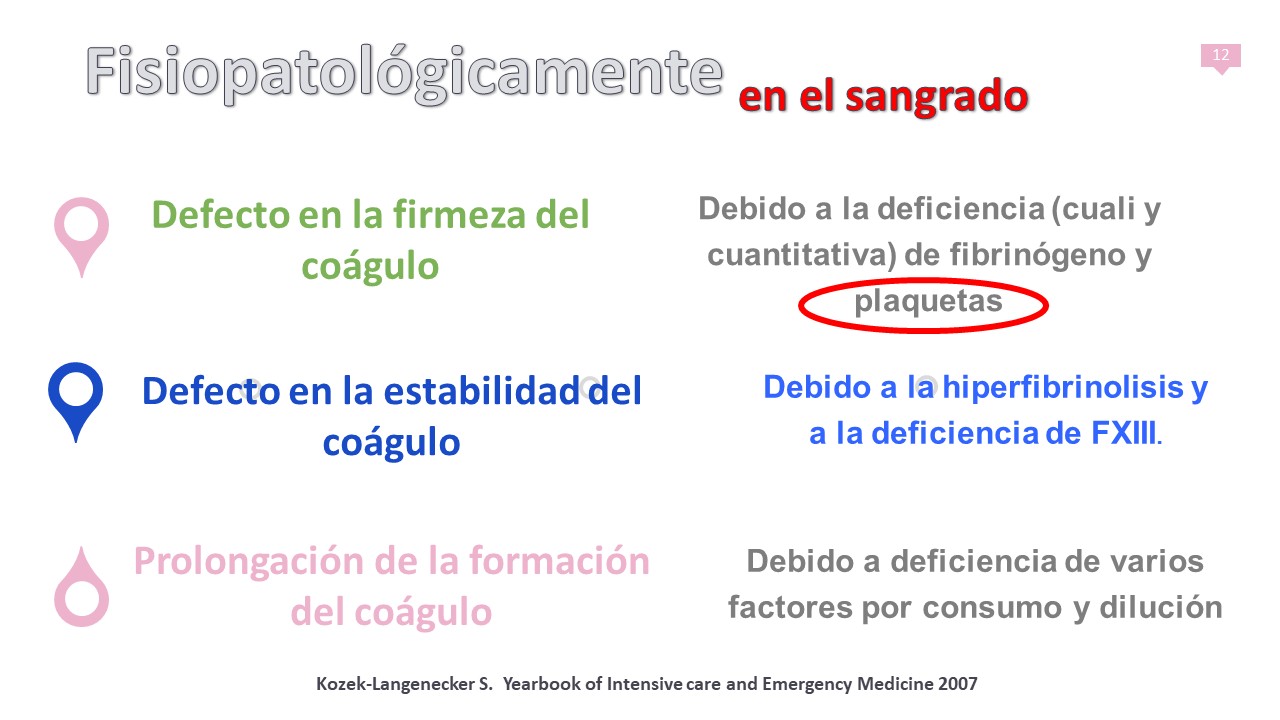 Fisiopatológicamente en el sangrado
12
Defecto en la firmeza del
coágulo
Debido a la deficiencia (cuali y
cuantitativa) de fibrinógeno y
plaquetas
Defecto en la estabilidad del
coágulo
Debido a la hiperfibrinolisis y
a la deficiencia de FXIII.
Prolongación de la formación
del coágulo
Debido a deficiencia de varios
factores por consumo y dilución
Kozek-Langenecker S. Yearbook of Intensive care and Emergency Medicine 2007